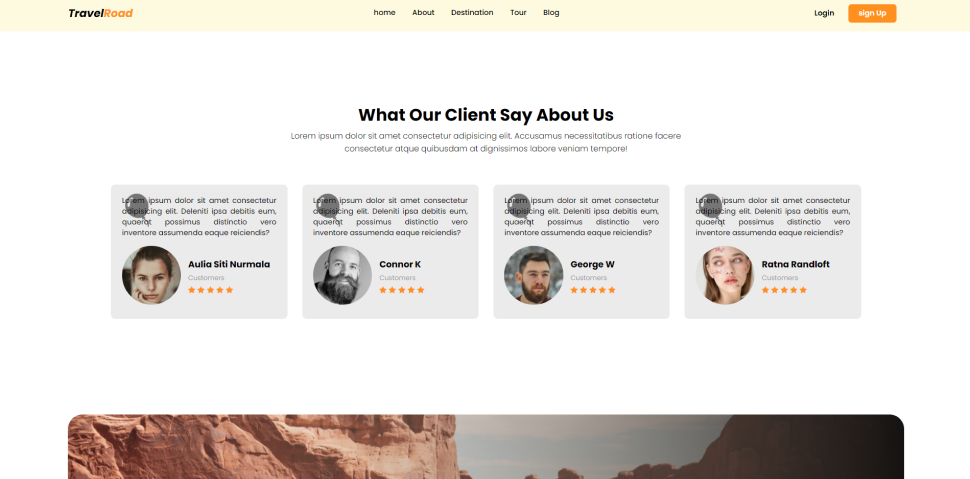 TravelRoad
home About Destination Tour Blog
Login sign Up
What Our Client Say About Us
Lorem ipsum dolor sit amet consectetur adipisicing elit. Accusamus necessitatibus ratione facere
consectetur atque quibusdam at dignissimos labore veniam tempore!
Lorem ipsum dolor sit amet consectetur
adipisicing elit. Deleniti ipsa debitis eum,
quaerat possimus distinctio vero
inventore assumenda eaque reiciendis?
Aulia Siti Nurmala
Customers
Lorem ipsum dolor sit amet consectetur
adipisicing elit. Deleniti ipsa debitis eum,
quaerat possimus distinctio vero
inventore assumenda eaque reiciendis?
Connor K
Customers
Lorem ipsum dolor sit amet consectetur
adipisicing elit. Deleniti ipsa debitis eum,
quaerat possimus distinctio vero
inventore assumenda eaque reiciendis?
George W
Customers
Lorem ipsum dolor sit amet consectetur
adipisicing elit. Deleniti ipsa debitis eum,
quaerat possimus distinctio vero
inventore assumenda eaque reiciendis?
Ratna Randloft
Customers